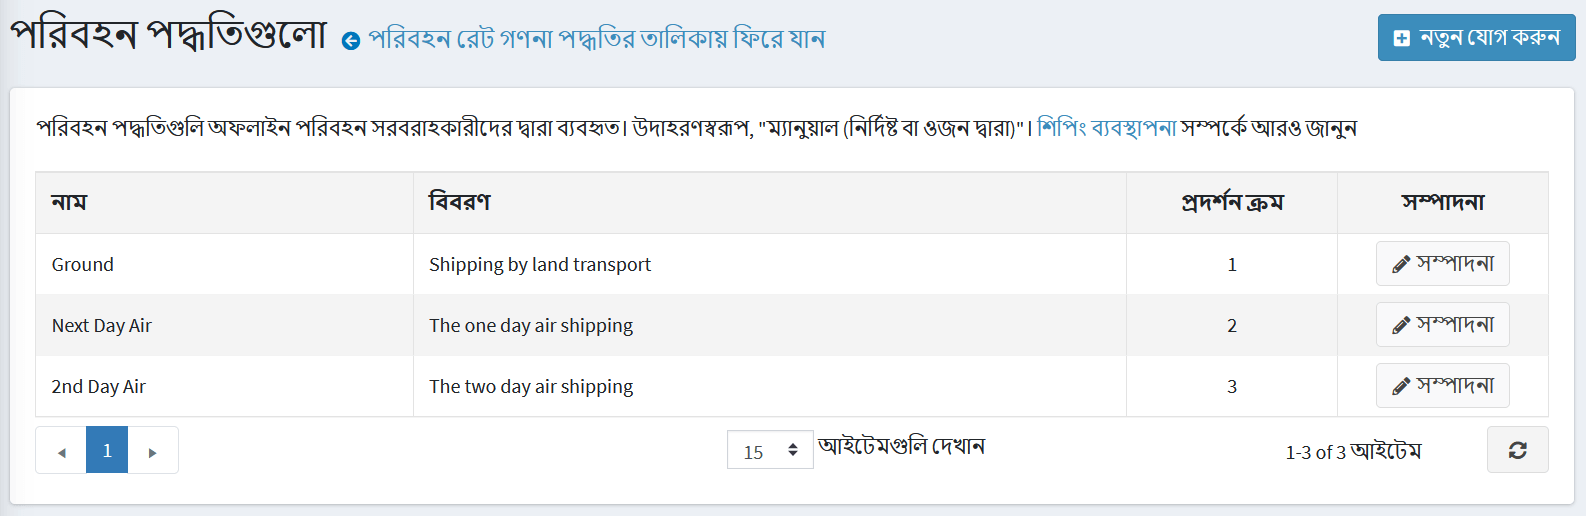 পরিবহন পদ্ধতিগুলো পরিবহন রেট গণনা পদ্ধতির তালিকায় ফিরে যান নতুন যোগ করুন
পরিবহন পদ্ধতিগুলি অফলাইন পরিবহন সরবরাহকারীদের দ্বারা ব্যবহৃত। উদাহরণস্বরূপ, "ম্যানুয়াল (নির্দিষ্ট বা ওজন দ্বারা)"। শিপিং ব্যবস্থাপনা সম্পর্কে আরও জানুন
নাম বিবরণ প্রদর্শন ক্রম সম্পাদনা
Ground Shipping by land transport 1 সম্পাদনা
Next Day Air The one day air shipping 2 সম্পাদনা
2nd Day Air The two day air shipping 3 সম্পাদনা
1 15 আইটেমগুলি দেখান 1-3 of 3 আইটেম